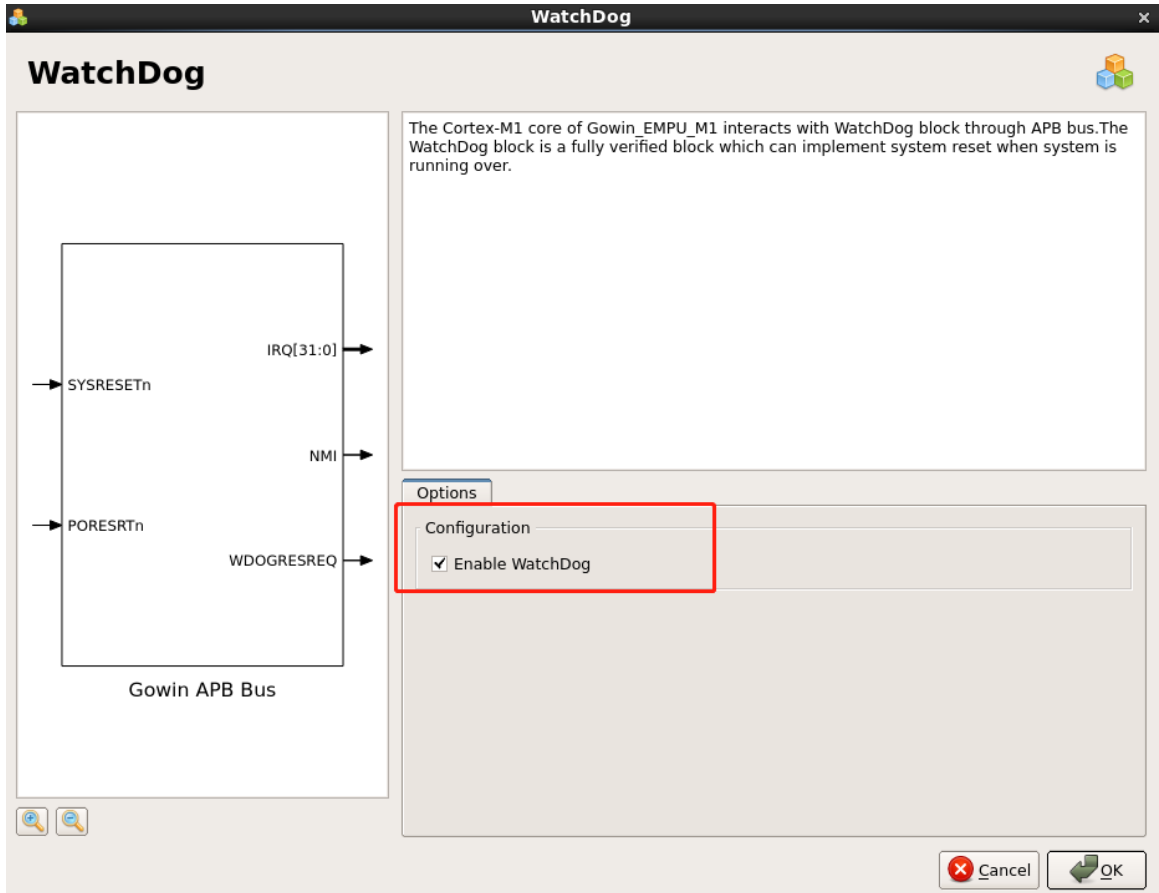 WatchDog
WatchDog
The Cortex-M1 core of Gowin_EMPU_M1 interacts with WatchDog block through APB bus.The
WatchDog block is a fully verified block which can implement system reset when system is
running over.
IRQ[31:0]
SYSRESETn
NMI
PORESRTn
WDOGRESREQ
Gowin APB Bus
Options
Configuration
Enable WatchDog
Cancel
OK